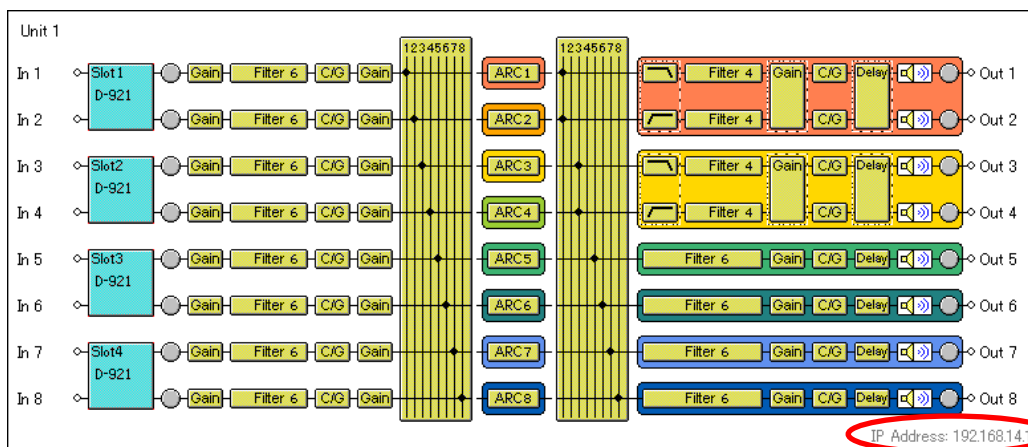 Unit 1
12345678 12345678
In 1 Slot1 D-921 Gain Filter 6 C/G Gain ARC1 Filter 4 Gain C/G Delay Out 1
In 2 Gain Filter 6 C/G Gain ARC2 Filter 4 C/G Out 2
In 3 Slot2 D-921 Gain Filter 6 C/G Gain ARC3 Filter 4 Gain C/G Delay Out 3
In 4 Gain Filter 6 C/G Gain ARC4 Filter 4 C/G Out 4
In 5 Slot3 D-921 Gain Filter 6 C/G Gain ARC5 Filter 6 Gain C/G Delay Out 5
In 6 Gain Filter 6 C/G Gain ARC6 Filter 6 Gain C/G Delay Out 6
In 7 Slot4 D-921 Gain Filter 6 C/G Gain ARC7 Filter 6 Gain C/G Delay Out 7
In 8 Gain Filter 6 C/G Gain ARC8 Filter 6 Gain C/G Delay Out 8
IP Address: 192.168.14.